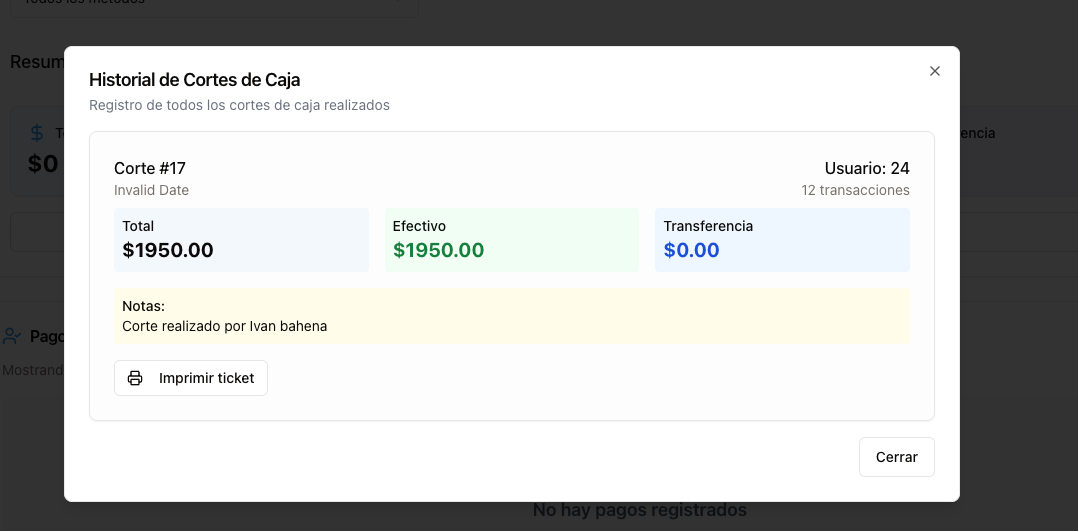 Todos los métodos
Resum
Historial de Cortes de Caja
Registro de todos los cortes de caja realizados
T
encia
$0
Corte #17
Usuario: 24
Invalid Date
12 transacciones
Total
Efectivo
Transferencia
$1950.00
$1950.00
$0.00
Notas:
Corte realizado por Ivan bahena
Pago
Mostrand
Imprimir ticket
Cerrar
No hay pagos registrados